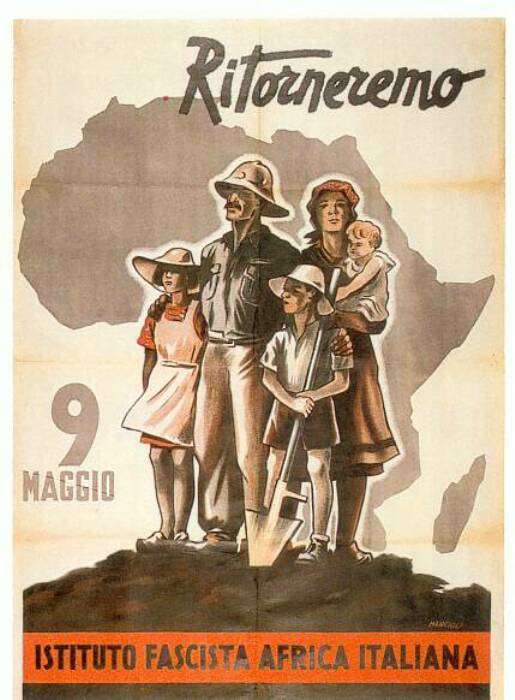 Ritorneremo
9
MAGGIO
MANCIOLI
ISTITUTO FASCISTA AFRICA ITALIANA